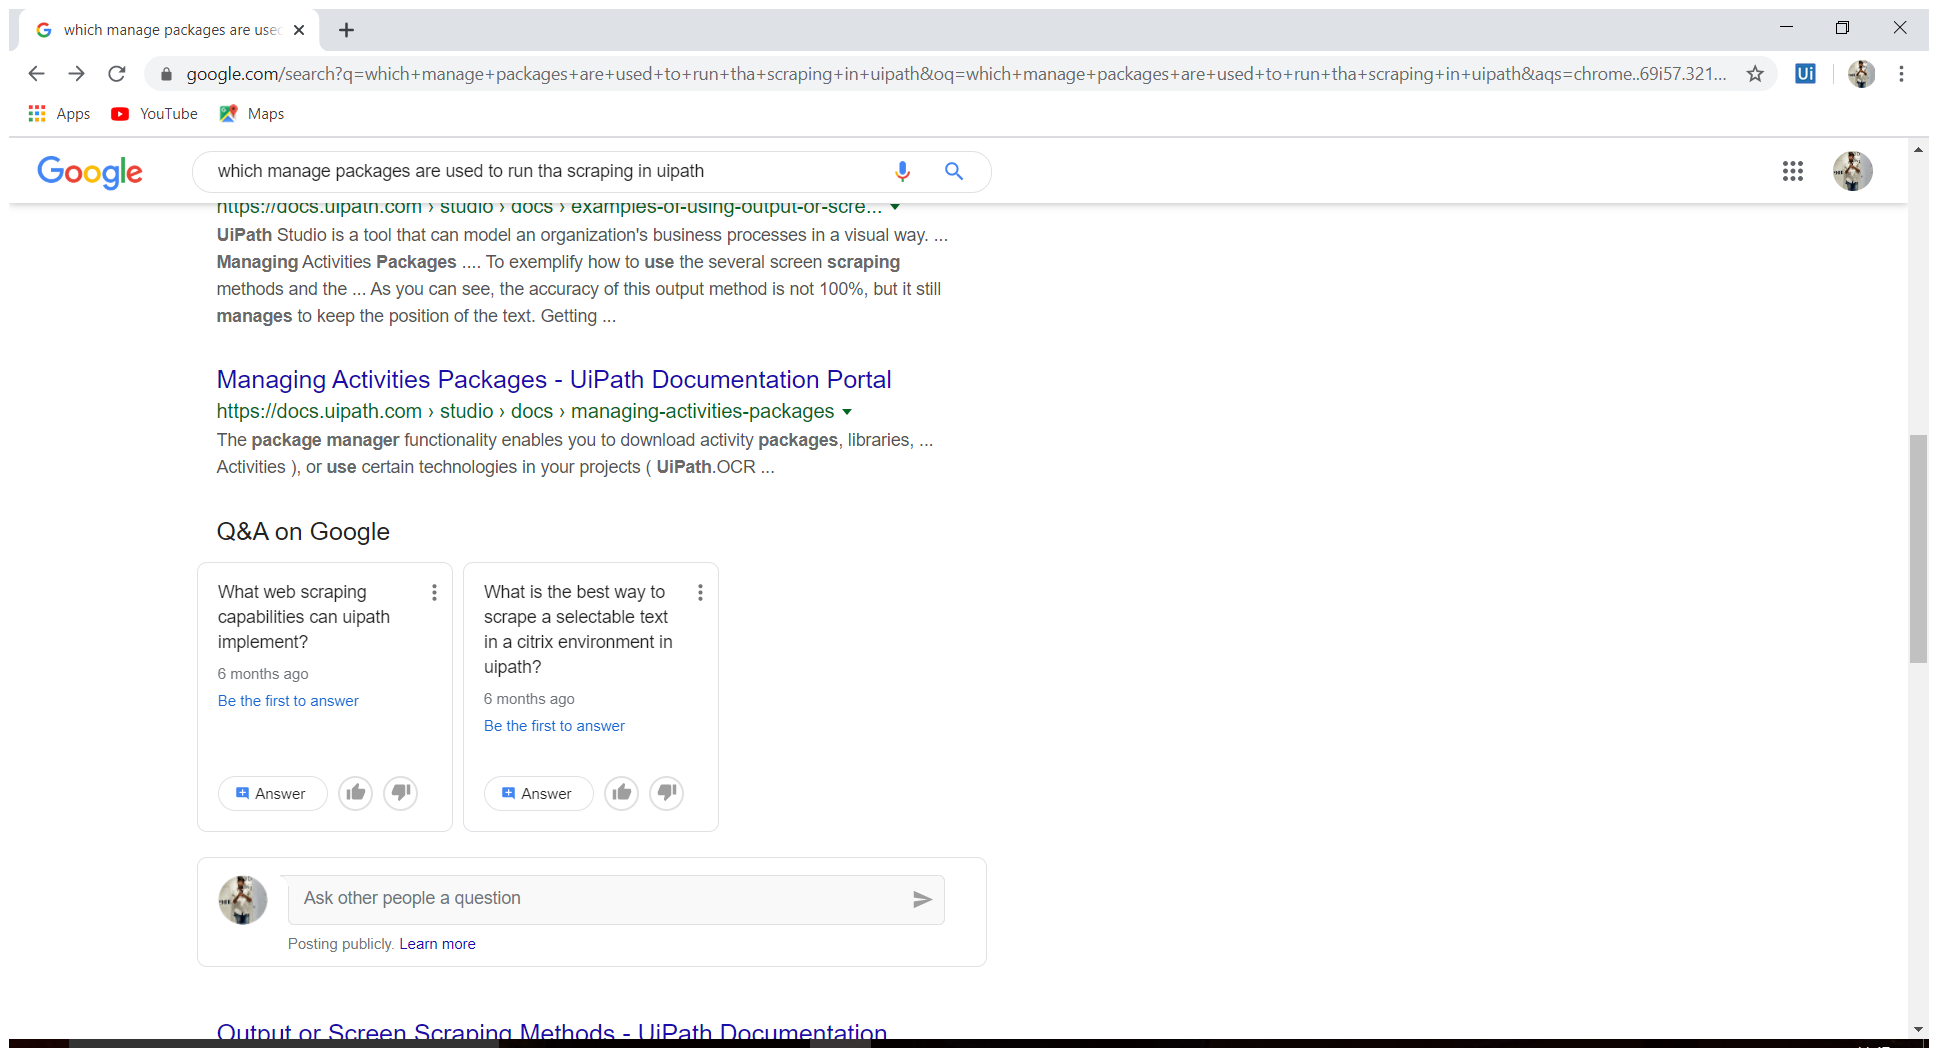 which manage packages are used
google.com/search?q=which+manage+packages+are+used+to+run+tha+scraping+in+uipath&oq=which+manage+packages+are+used+to+run+tha+scraping+in+uipath&aqs=chrome..69i57.321...
Ui
Apps YouTube Maps
Google
which manage packages are used to run tha scraping in uipath
https://docs.uipath.com › studio › docs › examples-of-using-output-or-scre...
UiPath Studio is a tool that can model an organization's business processes in a visual way. ...
Managing Activities Packages .... To exemplify how to use the several screen scraping
methods and the ... As you can see, the accuracy of this output method is not 100%, but it still
manages to keep the position of the text. Getting ...
Managing Activities Packages - UiPath Documentation Portal
https://docs.uipath.com › studio › docs › managing-activities-packages
The package manager functionality enables you to download activity packages, libraries, ...
Activities ), or use certain technologies in your projects ( UiPath.OCR ...
Q&A on Google
What web scraping
capabilities can uipath
implement?
6 months ago
Be the first to answer
Answer
What is the best way to
scrape a selectable text
in a citrix environment in
uipath?
6 months ago
Be the first to answer
Answer
Ask other people a question
Posting publicly. Learn more
Output or Screen Scraping Methods - UiPath Documentation